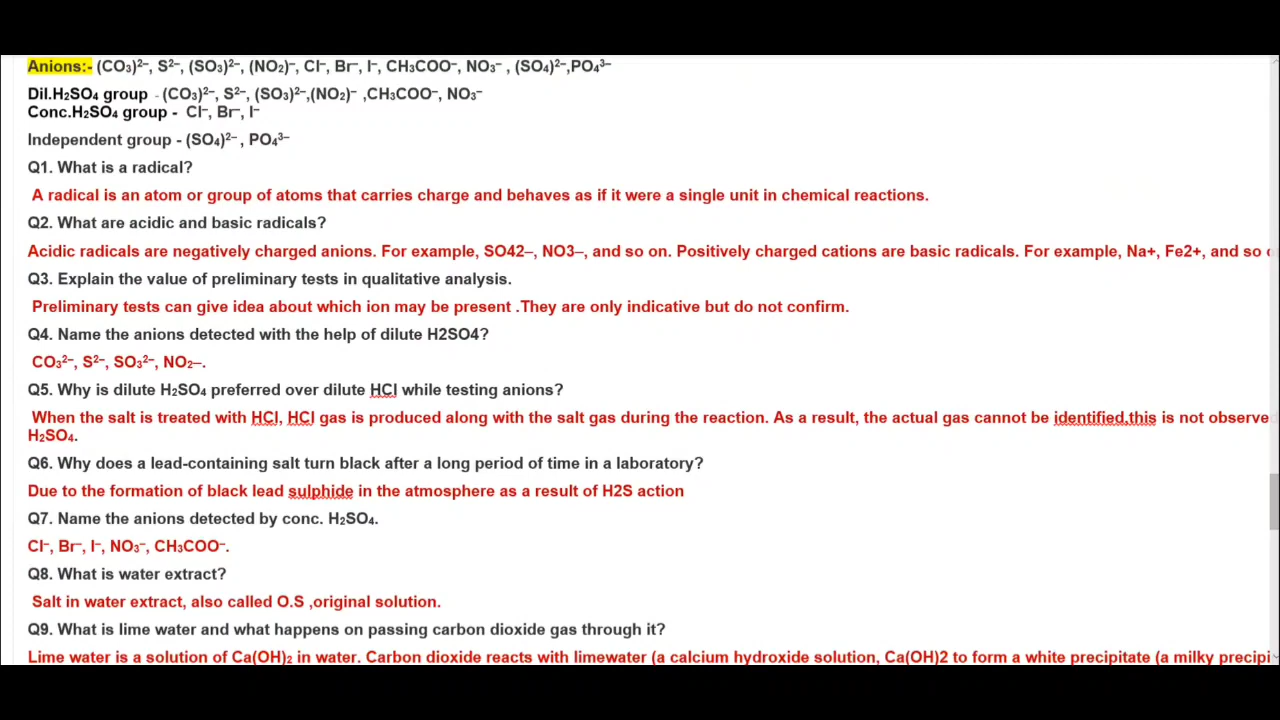 Anions:- (CO₃)²⁻, S²⁻, (SO₃)²⁻, (NO₂)⁻, Cl⁻, Br⁻, I⁻, CH₃COO⁻, NO₃⁻ , (SO₄)²⁻,PO₄³⁻
Dil.H₂SO₄ group - (CO₃)²⁻, S²⁻, (SO₃)²⁻,(NO₂)⁻ ,CH₃COO⁻, NO₃⁻
Conc.H₂SO₄ group - Cl⁻, Br⁻, I⁻
Independent group - (SO₄)²⁻ , PO₄³⁻
Q1. What is a radical?
A radical is an atom or group of atoms that carries charge and behaves as if it were a single unit in chemical reactions.
Q2. What are acidic and basic radicals?
Acidic radicals are negatively charged anions. For example, SO42–, NO3–, and so on. Positively charged cations are basic radicals. For example, Na+, Fe2+, and so
Q3. Explain the value of preliminary tests in qualitative analysis.
Preliminary tests can give idea about which ion may be present .They are only indicative but do not confirm.
Q4. Name the anions detected with the help of dilute H2SO4?
CO₃²⁻, S²⁻, SO₃²⁻, NO₂–.
Q5. Why is dilute H₂SO₄ preferred over dilute HCl while testing anions?
When the salt is treated with HCl, HCl gas is produced along with the salt gas during the reaction. As a result, the actual gas cannot be identified,this is not observe
H₂SO₄.
Q6. Why does a lead-containing salt turn black after a long period of time in a laboratory?
Due to the formation of black lead sulphide in the atmosphere as a result of H2S action
Q7. Name the anions detected by conc. H₂SO₄.
Cl⁻, Br⁻, I⁻, NO₃⁻, CH₃COO⁻.
Q8. What is water extract?
Salt in water extract, also called O.S ,original solution.
Q9. What is lime water and what happens on passing carbon dioxide gas through it?
Lime water is a solution of Ca(OH)₂ in water. Carbon dioxide reacts with limewater (a calcium hydroxide solution, Ca(OH)2 to form a white precipitate (a milky precipi